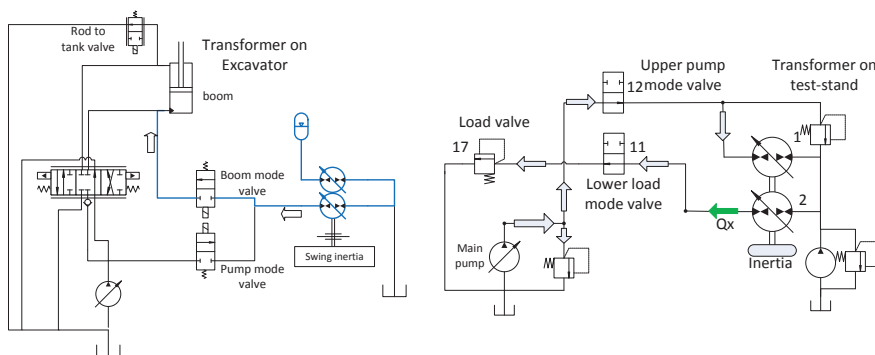 Rod to
tank valve
Transformer on
Excavator
boom
Boom mode
valve
Pump mode
valve
Swing inertia
Load valve
17
12
Upper pump
mode valve
Transformer on
test-stand
1
11
Lower load
mode valve
2
Qx
Main
pump
Inertia